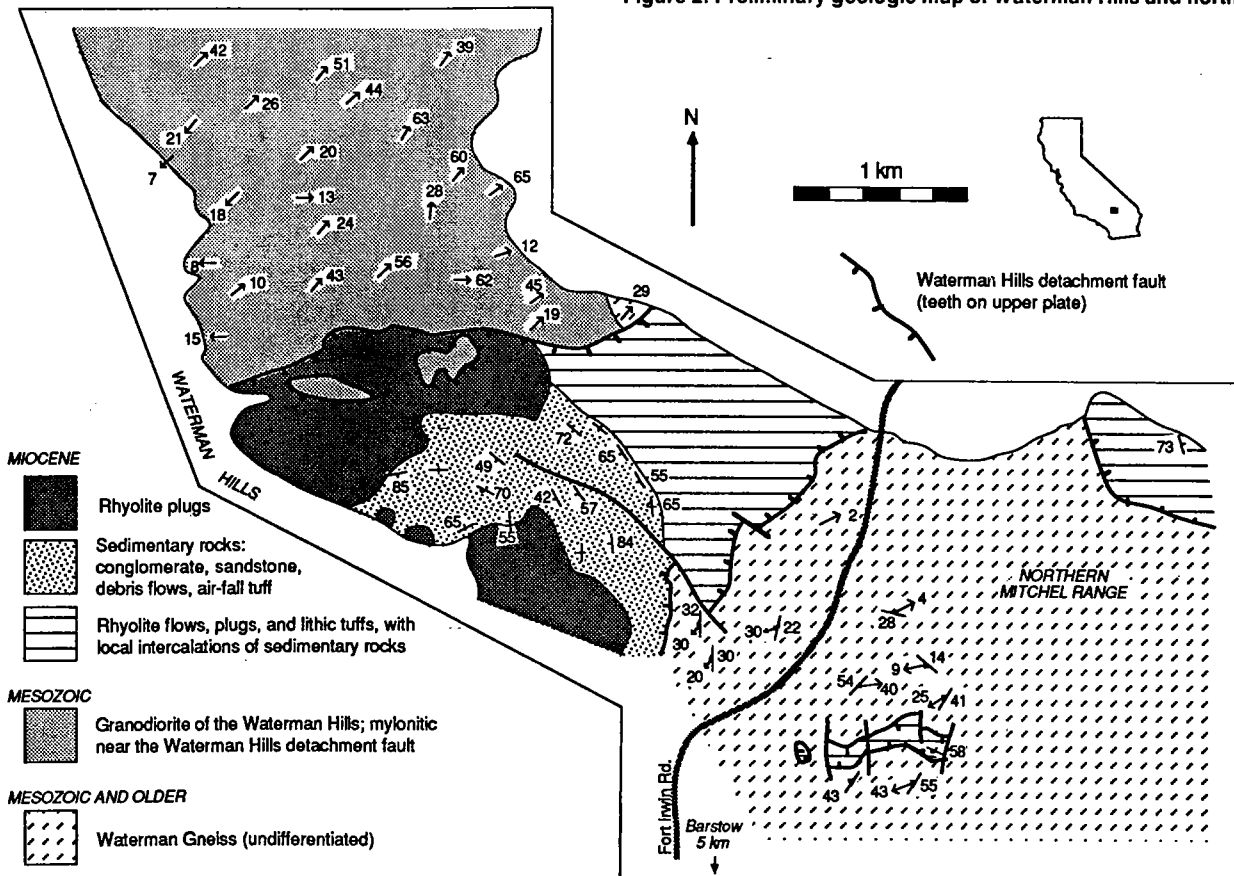 Figure 2. Preliminary geologic map of Waterman Hills and north
N
1 km
Waterman Hills detachment fault
(teeth on upper plate)
42
51
39
26
44
63
21
7
20
60
65
18
13
28
24
12
8
10
43
56
62
45
29
19
15
WATERMAN
HILLS
72
65
49
55
85
70
42
57
65
65
55
84
73
2
NORTHERN
MITCHEL RANGE
32
30
30
22
4
28
30
20
9
14
54
40
25
41
58
43
43
55
Fort Irwin Rd.
Barstow
5 km
MIOCENE
Rhyolite plugs
Sedimentary rocks:
conglomerate, sandstone,
debris flows, air-fall tuff
Rhyolite flows, plugs, and lithic tuffs, with
local intercalations of sedimentary rocks
MESOZOIC
Granodiorite of the Waterman Hills; mylonitic
near the Waterman Hills detachment fault
MESOZOIC AND OLDER
Waterman Gneiss (undifferentiated)